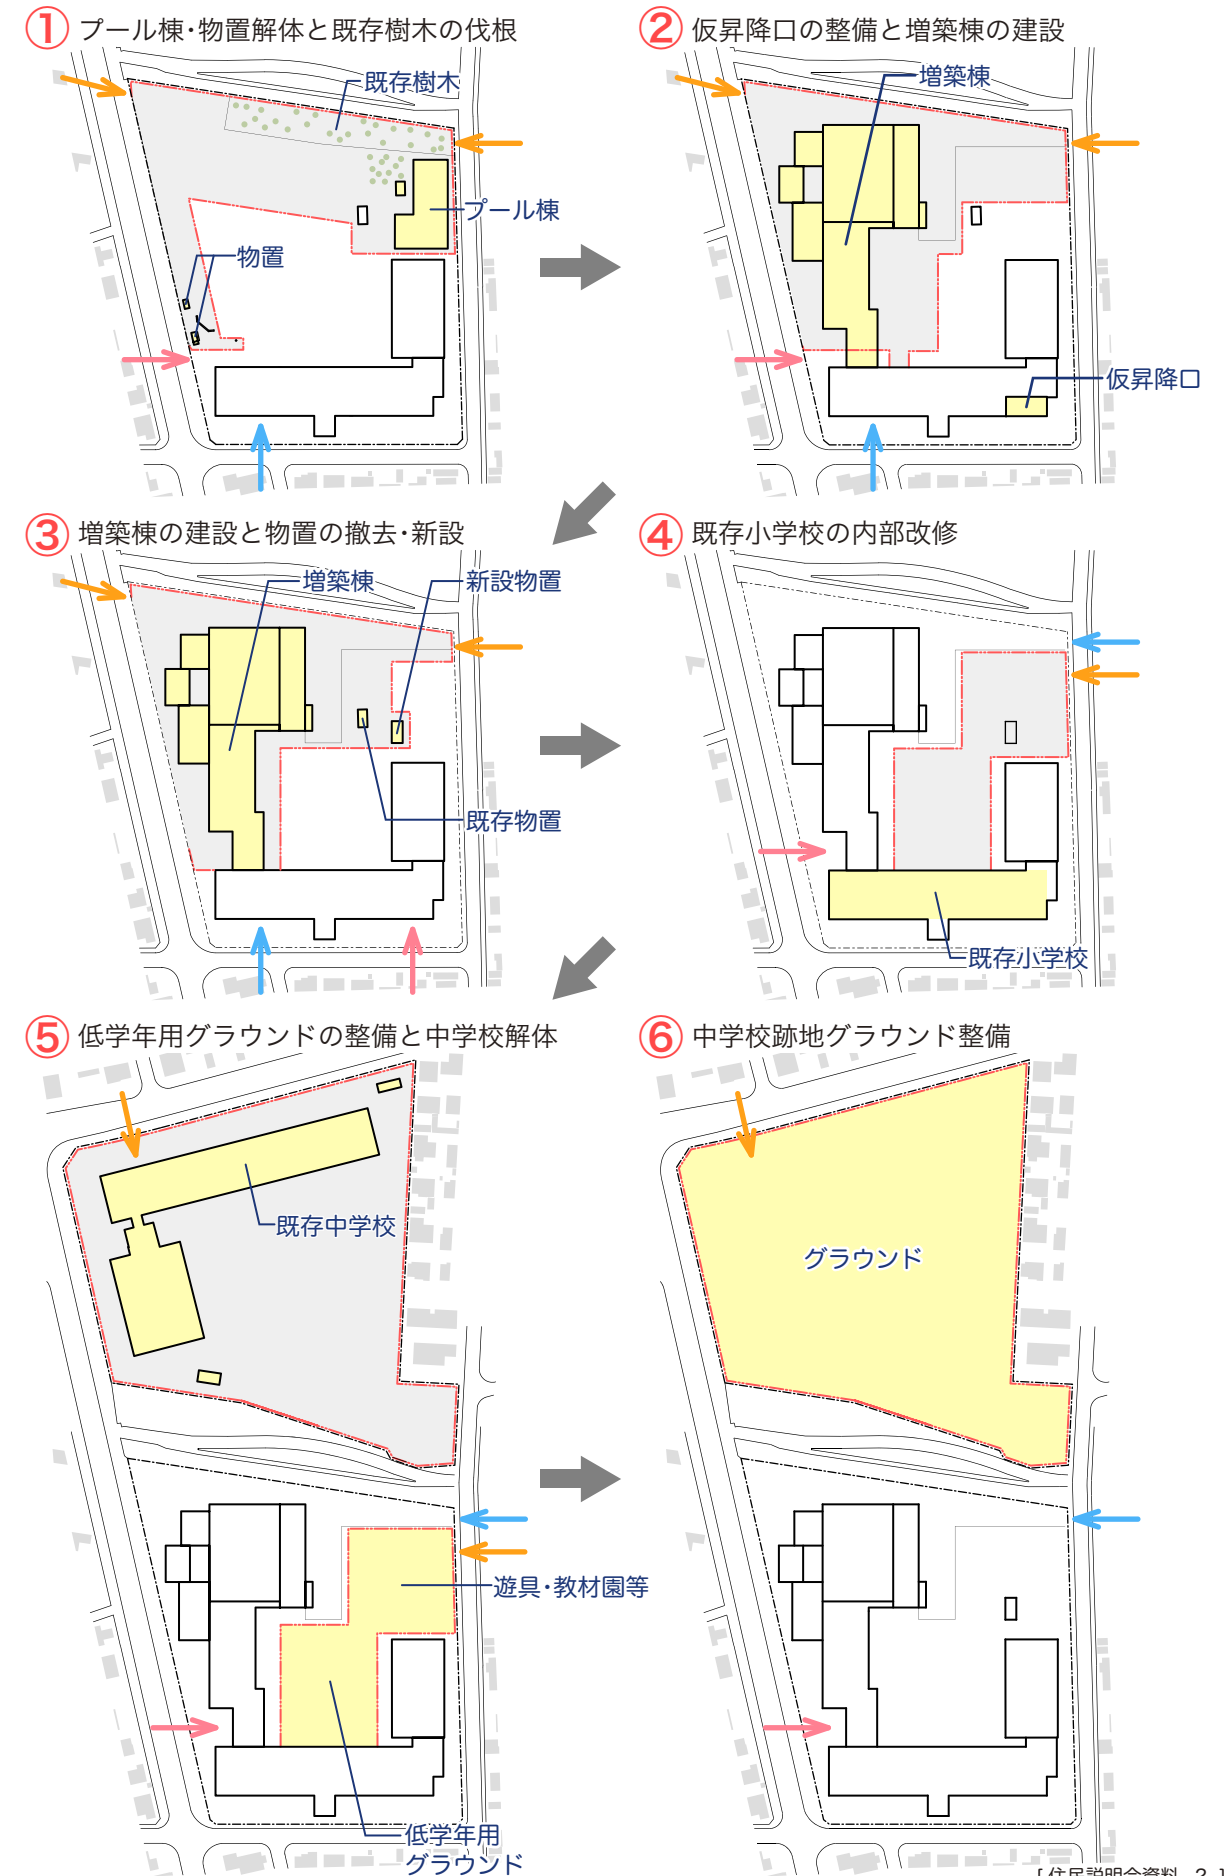 ① プール棟・物置解体と既存樹木の伐根
既存樹木
プール棟
物置
② 仮昇降口の整備と増築棟の建設
増築棟
仮昇降口
③ 増築棟の建設と物置の撤去・新設
増築棟
新設物置
既存物置
④ 既存小学校の内部改修
既存小学校
⑤ 低学年用グラウンドの整備と中学校解体
既存中学校
遊具・教材園等
低学年用
グラウンド
⑥ 中学校跡地グラウンド整備
グラウンド